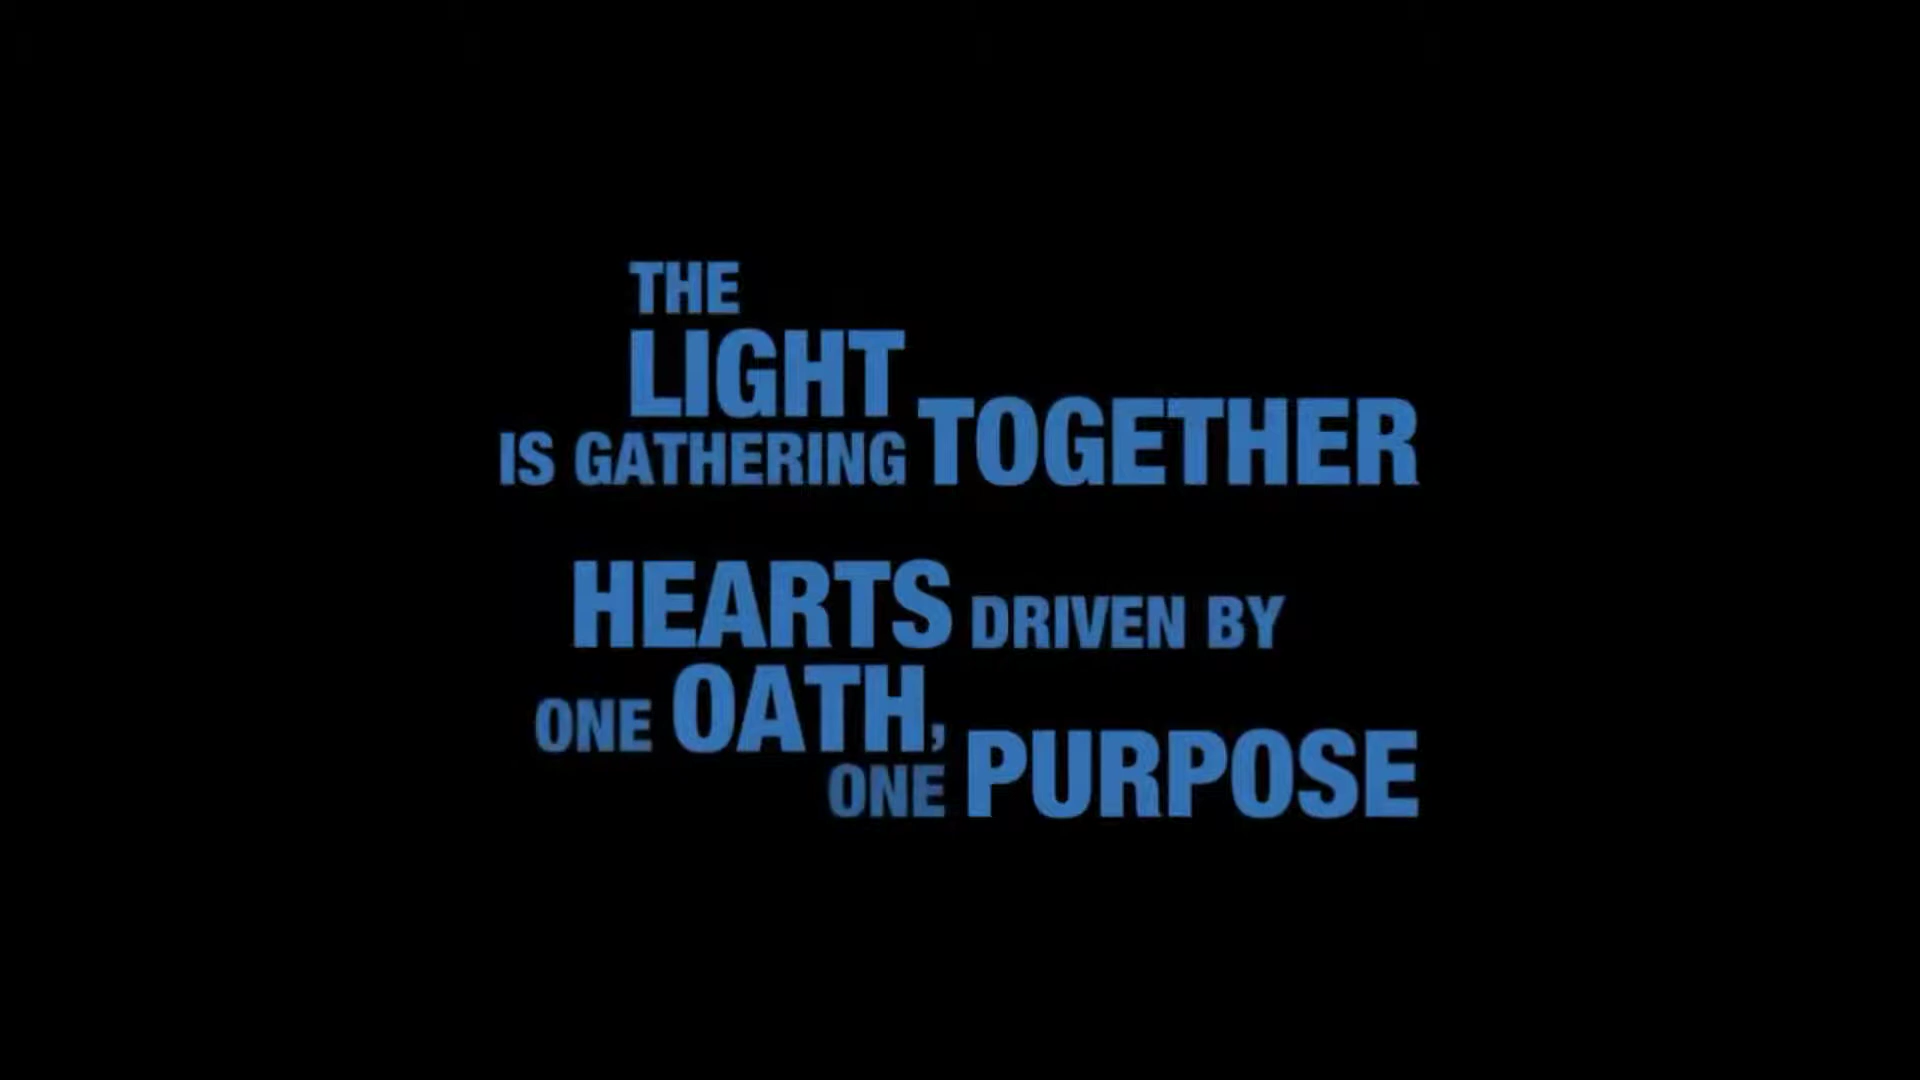 THE
LIGHT
IS GATHERING TOGETHER
HEARTS DRIVEN BY
ONE OATH,
ONE PURPOSE